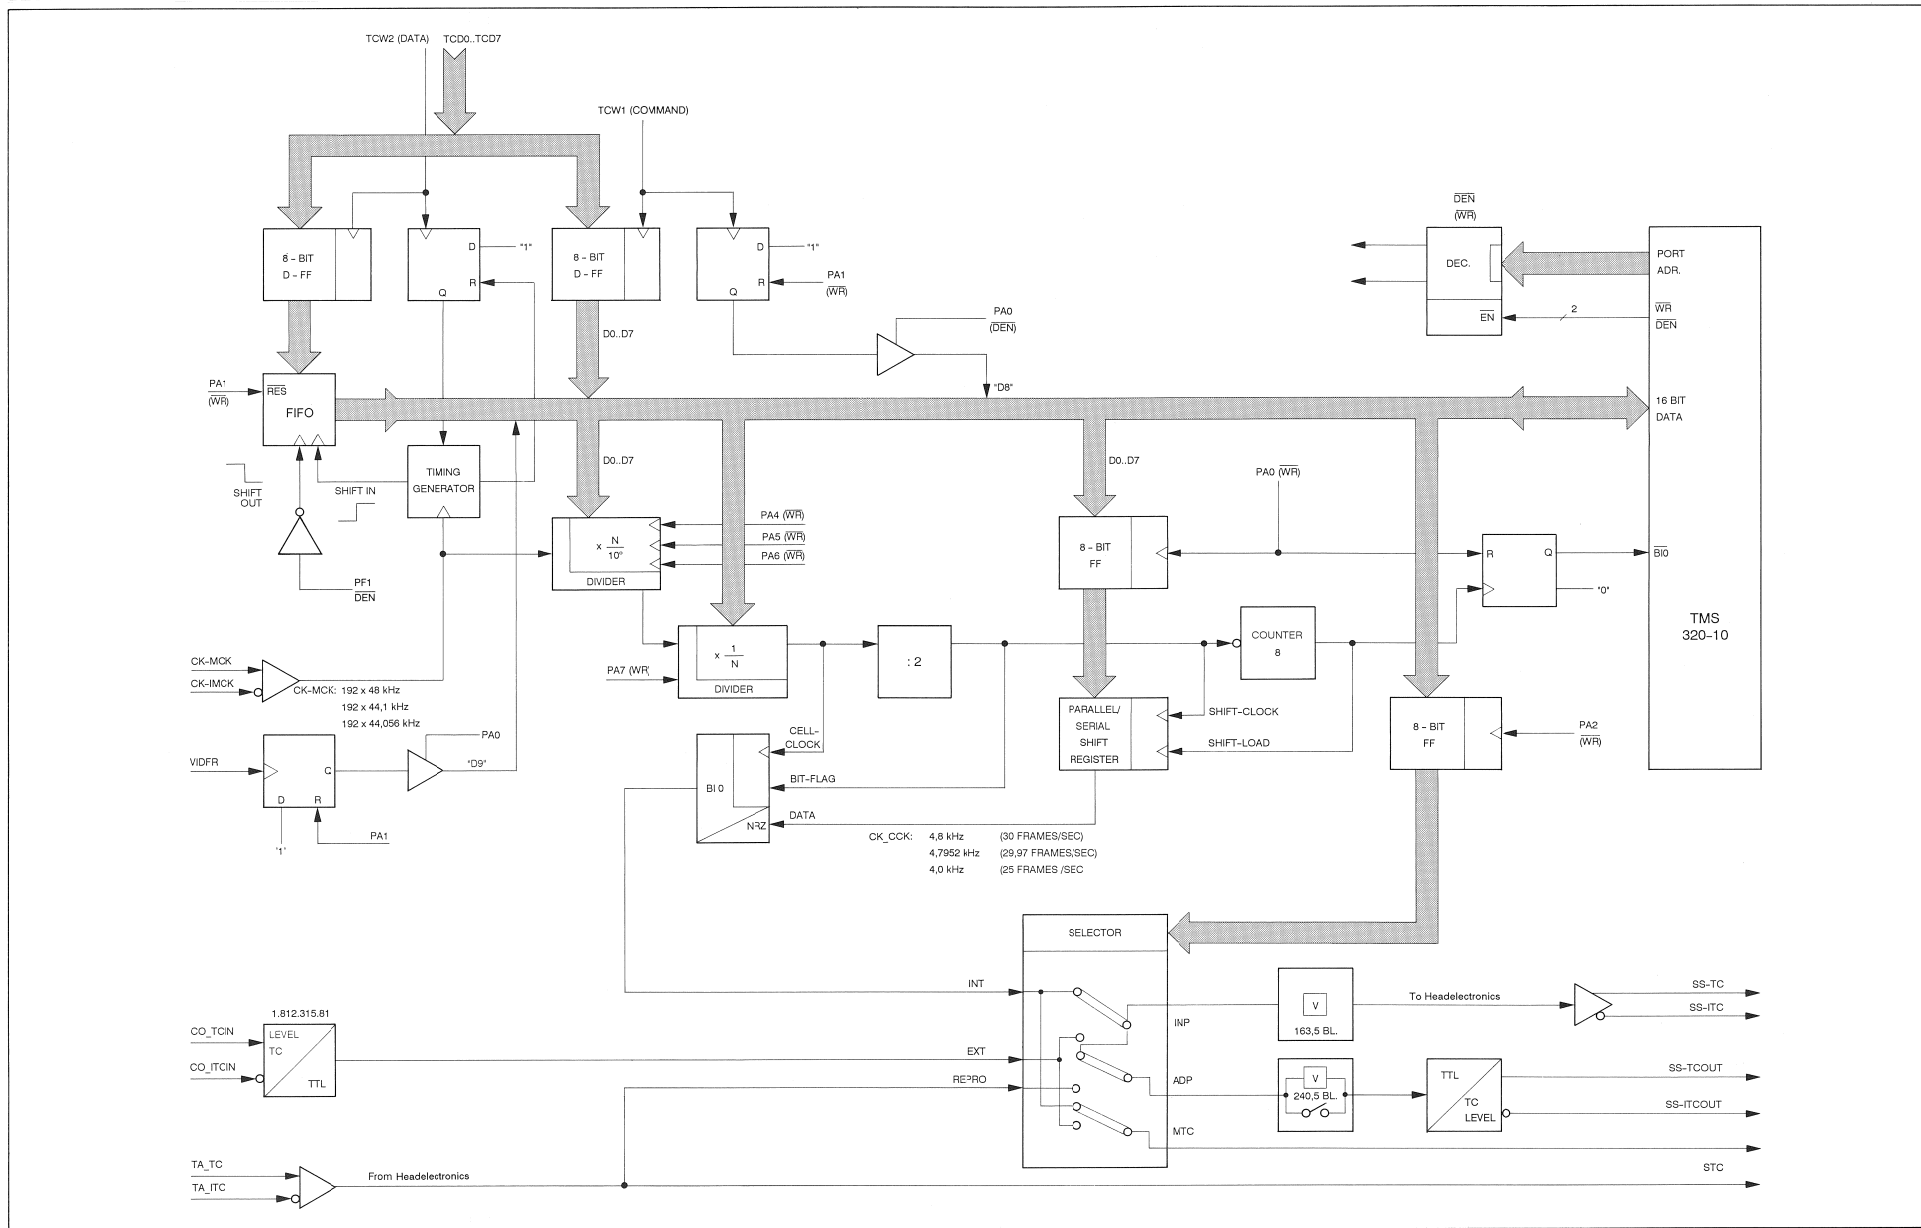 TCW2 (DATA) TCD0..TCD7
TCW1 (COMMAND)
8 – BIT
D – FF
D
"1"
R
Q
8 – BIT
D – FF
D
"1"
R
Q
PA1
(WR)
DEN
(WR)
DEC.
EN
2
PORT
ADR.
WR
DEN
16 BIT
DATA
BI0
TMS
320-10
D0..D7
PA0
(DEN)
"D8"
PA1
(WR)
RES
FIFO
SHIFT
OUT
SHIFT IN
TIMING
GENERATOR
D0..D7
D0..D7
PA0 (WR)
PA4 (WR)
PA5 (WR)
PA6 (WR)
x N
DIVIDER
PF1
DEN
8 – BIT
FF
R
Q
"0"
x 1
N
DIVIDER
PA7 (WR)
: 2
COUNTER
8
CK-MCK
CK-IMCK
CK-MCK: 192 x 48 kHz
192 x 44,1 kHz
192 x 44,056 kHz
PARALLEL/
SERIAL
SHIFT
REGISTER
SHIFT-CLOCK
SHIFT-LOAD
8 – BIT
FF
PA2
(WR)
VIDFR
Q
D
R
PA0
"D9"
PA1
'1'
CELL-
CLOCK
BIT-FLAG
DATA
BI 0
NRZ
CK_CCK: 4,8 kHz (30 FRAMES/SEC)
4,7952 kHz (29,97 FRAMES/SEC)
4,0 kHz (25 FRAMES /SEC
SELECTOR
INT
EXT
REPRO
INP
ADP
MTC
V
163,5 BL.
To Headelectronics
SS-TC
SS-ITC
V
240,5 BL.
TTL
TC
LEVEL
SS-TCOUT
SS-ITCOUT
STC
1.812.315.81
CO_TCIN
CO_ITCIN
LEVEL
TC
TTL
TA_TC
TA_ITC
From Headelectronics